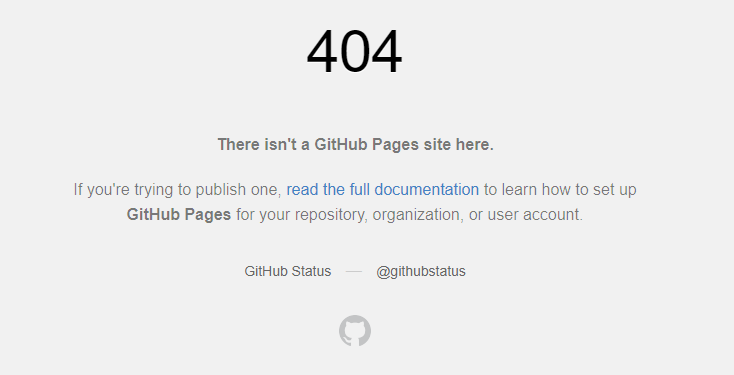 404
There isn't a GitHub Pages site here.
If you're trying to publish one, read the full documentation to learn how to set up
GitHub Pages for your repository, organization, or user account.
GitHub Status — @githubstatus